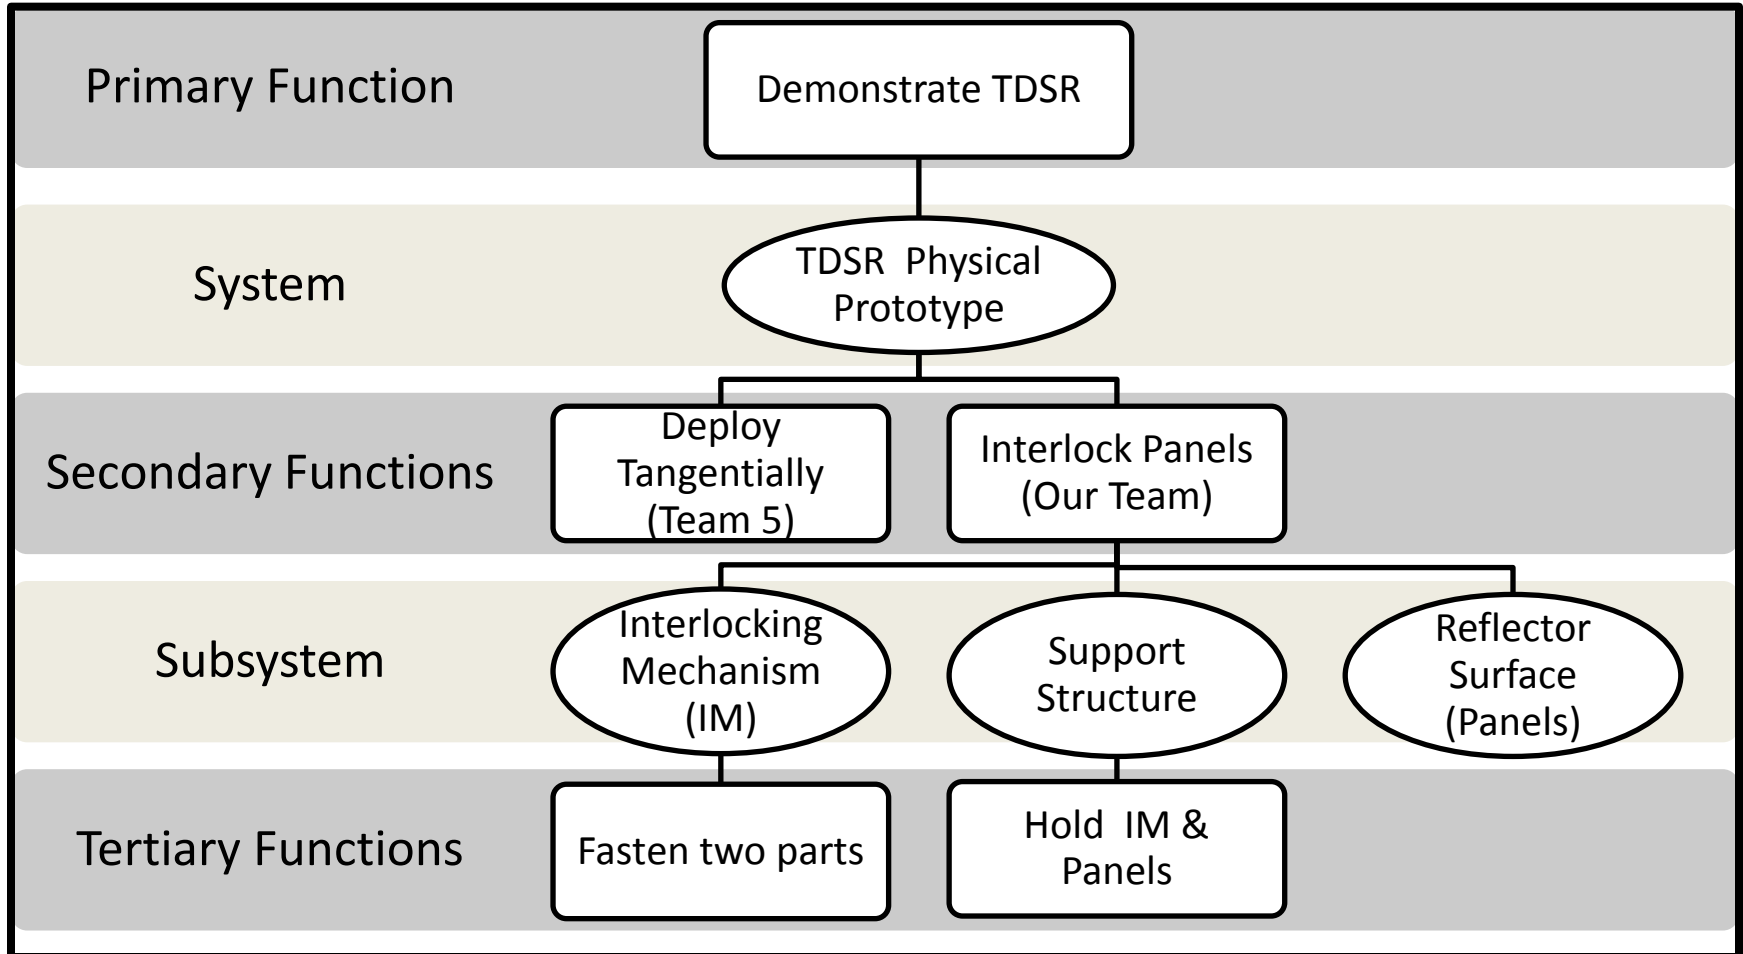 Primary Function
Demonstrate TDSR
System
TDSR Physical
Prototype
Secondary Functions
Deploy
Tangentially
(Team 5)
Interlock Panels
(Our Team)
Subsystem
Interlocking
Mechanism
(IM)
Support
Structure
Reflector
Surface
(Panels)
Tertiary Functions
Fasten two parts
Hold IM &
Panels